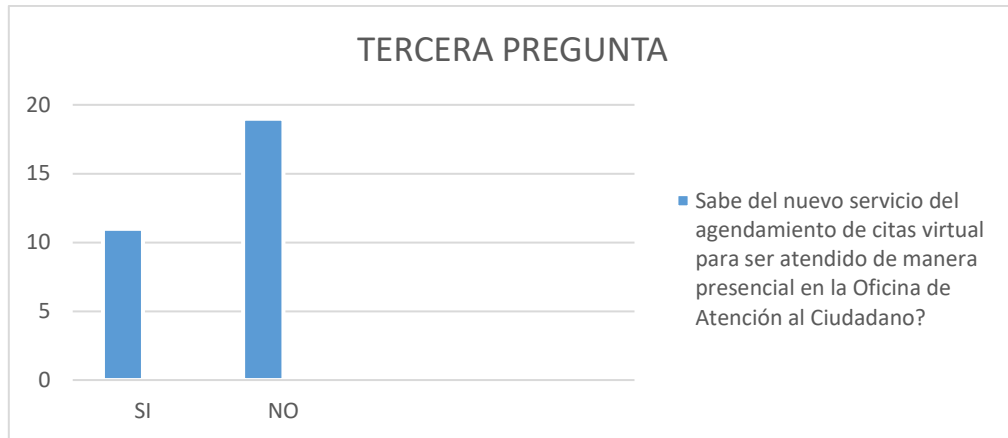 TERCERA PREGUNTA
20
15
10
5
0
SI
NO
Sabe del nuevo servicio del
agendamiento de citas virtual
para ser atendido de manera
presencial en la Oficina de
Atención al Ciudadano?